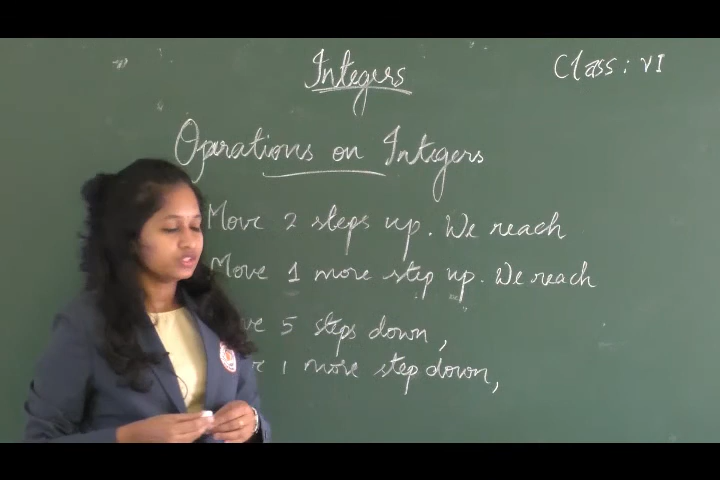 Integers
Class: VI
Operations on Integers
Move 2 steps up. We reach
Move 1 more step up. We reach
5 steps down,
1 more step down,